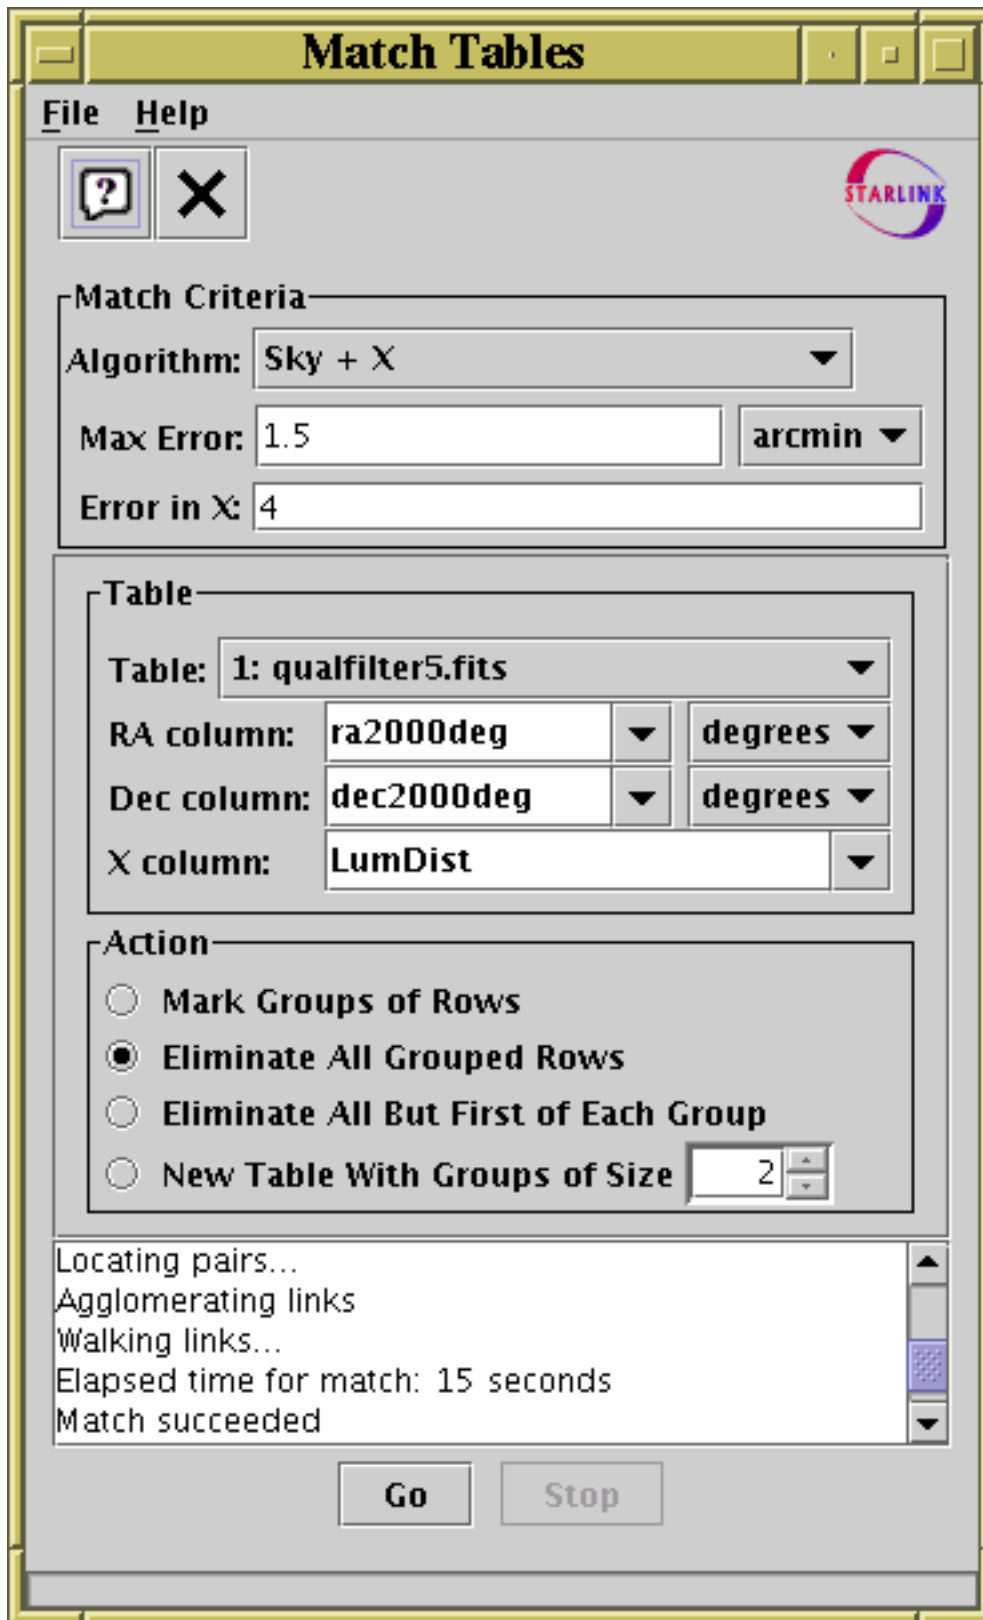 Match Tables
File Help
?
STARLINK
Match Criteria
Algorithm: Sky + X
Max Error: 1.5 arcmin
Error in X: 4
Table
Table: 1: qualfilter5.fits
RA column: ra2000deg degrees
Dec column: dec2000deg degrees
X column: LumDist
Action
Mark Groups of Rows
Eliminate All Grouped Rows
Eliminate All But First of Each Group
New Table With Groups of Size 2
Locating pairs...
Agglomerating links
Walking links...
Elapsed time for match: 15 seconds
Match succeeded
Go Stop